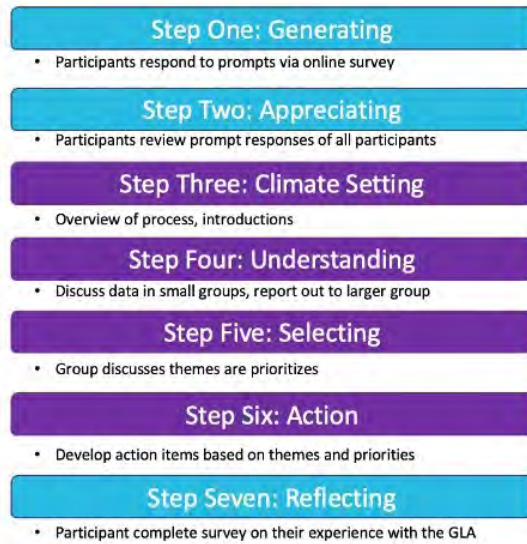 Step One: Generating
• Participants respond to prompts via online survey
Step Two: Appreciating
• Participants review prompt responses of all participants
Step Three: Climate Setting
• Overview of process, introductions
Step Four: Understanding
• Discuss data in small groups, report out to larger group
Step Five: Selecting
• Group discusses themes are prioritizes
Step Six: Action
• Develop action items based on themes and priorities
Step Seven: Reflecting
• Participant complete survey on their experience with the GLA